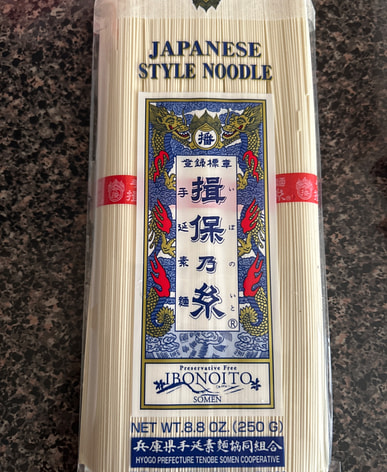 JAPANESE
STYLE NOODLE
播
登録標章
揖保乃糸
いぼのいと
手延素麺
®
Preservative Free
IBONOITO
SOMEN
NET WT.8.8 OZ.(250 G)
兵庫県手延素麺協同組合
HYOGO PREFECTURE TENOBE SOMEN COOPERATIVE